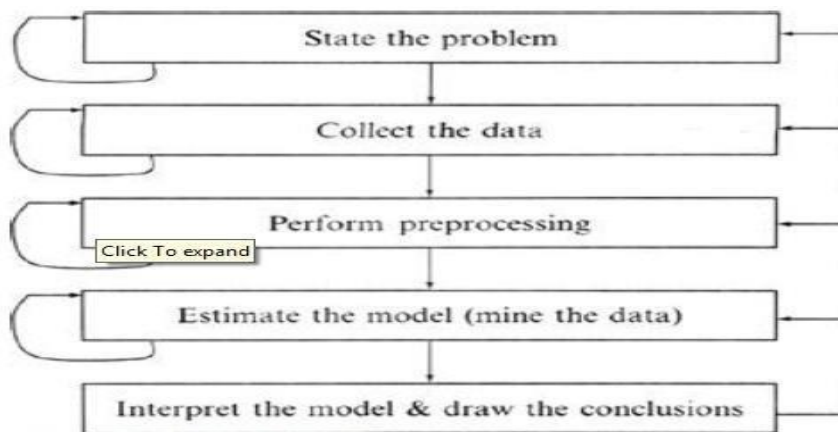 State the problem
Collect the data
Perform preprocessing
Click To expand
Estimate the model (mine the data)
Interpret the model & draw the conclusions